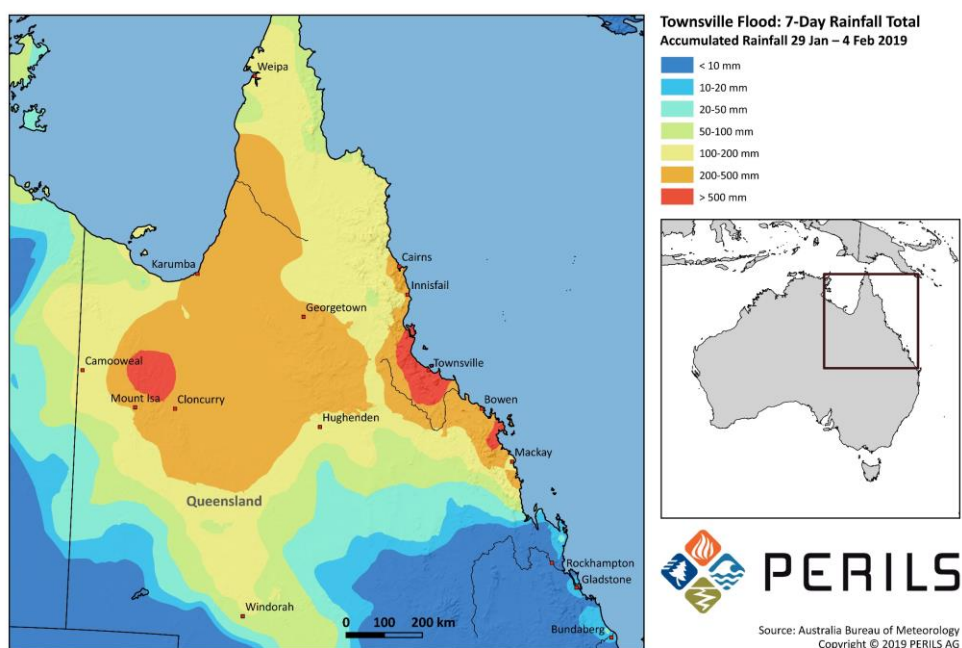 Townsville Flood: 7-Day Rainfall Total
Accumulated Rainfall 29 Jan – 4 Feb 2019
< 10 mm
10-20 mm
20-50 mm
50-100 mm
100-200 mm
200-500 mm
> 500 mm
Weipa
Cairns
Karumba
Innisfail
Georgetown
Camooweal
Townsville
Mount Isa
Cloncurry
Bowen
Hughenden
Mackay
Queensland
Rockhampton
Gladstone
Windorah
0 100 200 km
Bundaberg
PERILS
Source: Australia Bureau of Meteorology
Copyright © 2019 PERILS AG